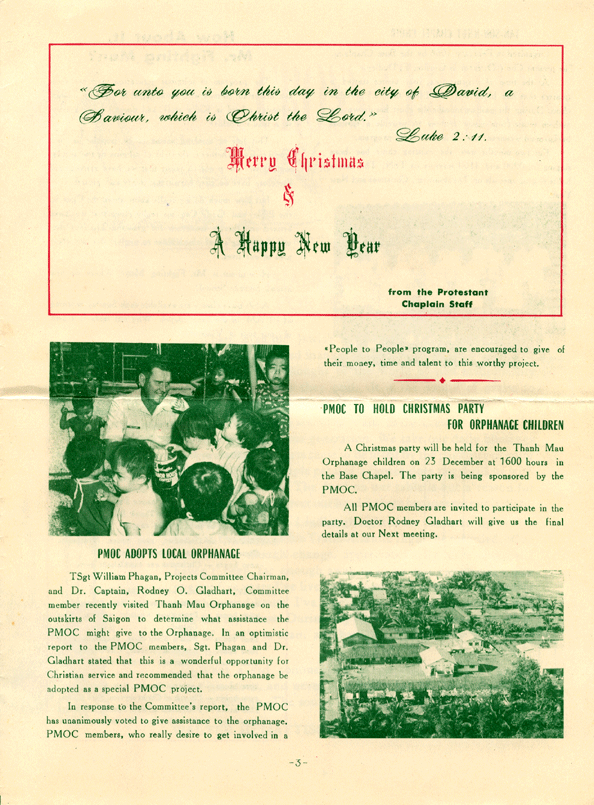 «For unto you is born this day in the city of David, a
Saviour, which is Christ the Lord.»
Luke 2:11.
Merry Christmas
&
A Happy New Year
from the Protestant
Chaplain Staff
PMOC ADOPTS LOCAL ORPHANAGE
TSgt William Phagan, Projects Committee Chairman,
and Dr. Captain, Rodney O. Gladhart, Committee
member recently visited Thanh Mau Orphanage on the
outskirts of Saigon to determine what assistance the
PMOC might give to the Orphanage. In an optimistic
report to the PMOC members, Sgt. Phagan and Dr.
Gladhart stated that this is a wonderful opportunity for
Christian service and recommended that the orphanage be
adopted as a special PMOC project.
In response to the Committee's report, the PMOC
has unanimously voted to give assistance to the orphanage.
PMOC members, who really desire to get involved in a
«People to People» program, are encouraged to give of
their money, time and talent to this worthy project.
PMOC TO HOLD CHRISTMAS PARTY
FOR ORPHANAGE CHILDREN
A Christmas party will be held for the Thanh Mau
Orphanage children on 23 December at 1600 hours in
the Base Chapel. The party is being sponsored by the
PMOC.
All PMOC members are invited to participate in the
party. Doctor Rodney Gladhart will give us the final
details at our Next meeting.
-3-